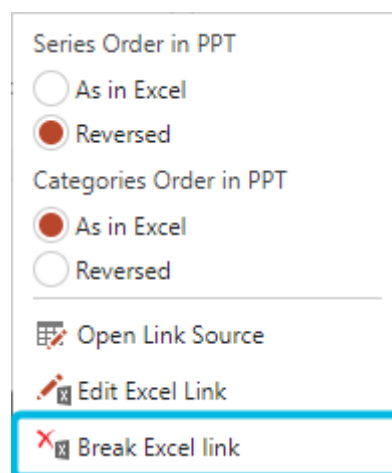 Series Order in PPT
As in Excel
Reversed
Categories Order in PPT
As in Excel
Reversed
Open Link Source
Edit Excel Link
Break Excel link